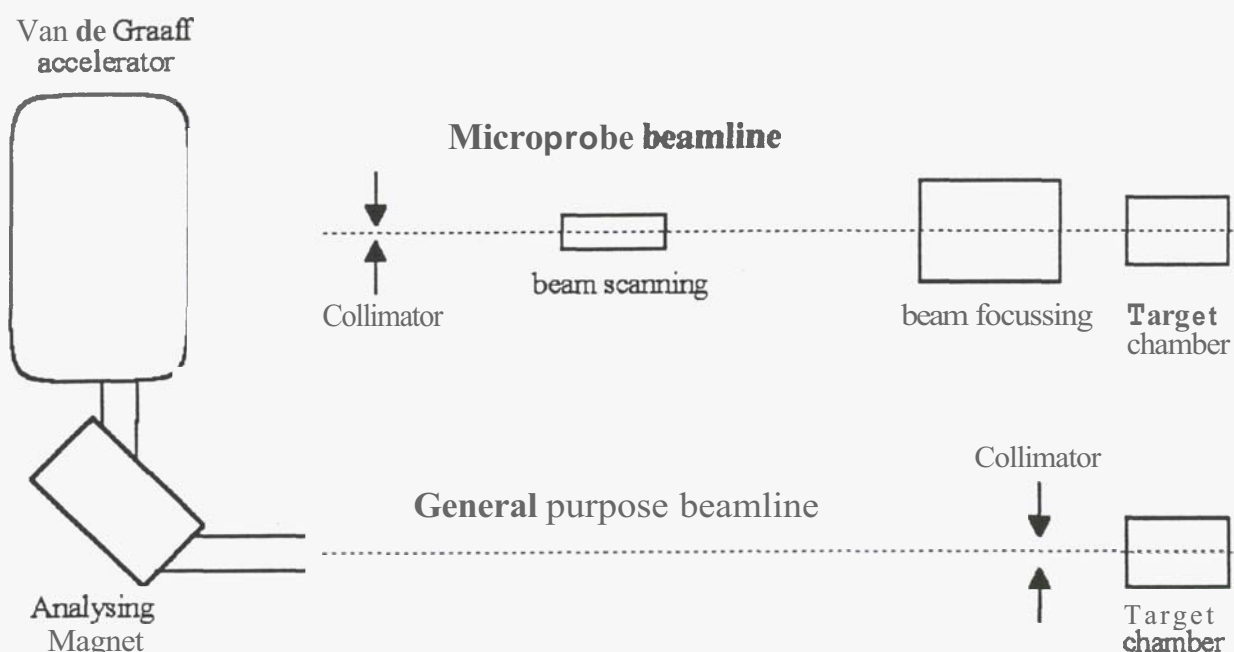 Van de Graaff
accelerator
Microprobe beamline
Collimator
beam scanning
beam focussing
Target
chamber
Collimator
General purpose beamline
Analysing
Magnet
Target
chamber